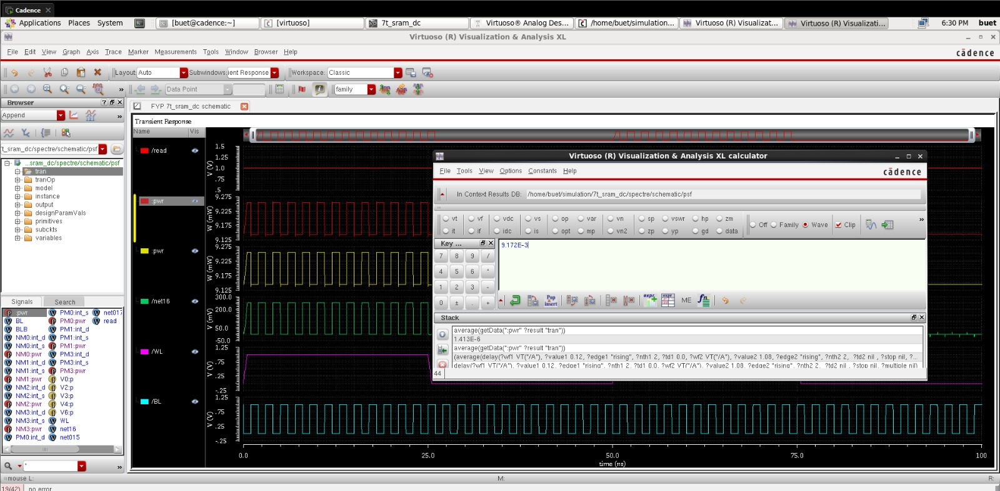 Cadence
Applications Places System [buet@cadence:~] [virtuoso] 7t_sram_dc Virtuoso® Analog Des... /home/buet/simulation... Virtuoso (R) Visualizat... Virtuoso (R) Visualizati... 6:30 PM buet
Virtuoso (R) Visualization & Analysis XL
File Edit View Graph Axis Trace Marker Measurements Tools Window Browser Help
cādence
Layout: Auto Subwindows: ient Response Workspace: Classic
Data Point family
Browser
Append
't_sram_dc/spectre/schematic/psf
...sram_dc/spectre/schematic/psf
tran
tranOp
model
instance
output
designParamVals
primitives
subckts
variables
Signals Search
:pwr PM0:int_s net017
BL PM0:pwr read
BLB PM1:int_d
NM0:int_d PM1:int_s
NM0:int_s PM1:pwr
NM0:pwr PM3:int_d
NM1:int_d PM3:int_s
NM1:int_s PM3:pwr
NM1:pwr V0:p
NM2:int_d V2:p
NM2:int_s V3:p
NM2:pwr V4:p
NM3:int_d V6:p
NM3:int_s WL
NM3:pwr net16
PM0:int_d net015
FYP 7t_sram_dc schematic
Transient Response
Name Vis
/read
1.5
1.25
1.0
.75
.5
V (V)
:pwr
9.275
9.225
9.175
9.125
W (mW)
:pwr
9.275
9.225
9.175
9.125
W (mW)
/net16
300.0
200.0
50.0
-50.0
V (mV)
/WL
1.25
.75
.25
-.25
V (V)
/BL
1.25
.75
.25
-.25
V (V)
0.0 25.0 50.0 75.0 100
time (ns)
Virtuoso (R) Visualization & Analysis XL calculator
File Tools View Options Constants Help
cādence
In Context Results DB: /home/buet/simulation/7t_sram_dc/spectre/schematic/psf
vt vf vdc vs op var vn sp vswr hp zm
it if idc is opt mp vn2 zp yp gd data
Off Family Wave Clip
Key ...
7 8 9 /
4 5 6 *
1 2 3 -
0 ± . +
9.172E-3
Pop
insert
expr
expr
ME fn
Stack
average(getData(":pwr" ?result "tran"))
1.413E-6
average(getData(":pwr" ?result "tran"))
(average(delay(?wf1 VT("/A"), ?value1 0.12, ?edge1 "rising", ?nth1 2, ?td1 0.0, ?wf2 VT("/A"), ?value2 1.08, ?edge2 "rising", ?nth2 2, ?td2 nil , ?stop nil, ?...
delay(?wf1 VT("/A"), ?value1 0.12, ?edge1 "rising", ?nth1 2, ?td1 0.0, ?wf2 VT("/A"), ?value2 1.08, ?edge2 "rising", ?nth2 2, ?td2 nil , ?stop nil, ?multiple nil)
44
mouse L: M: R:
19(42) no error